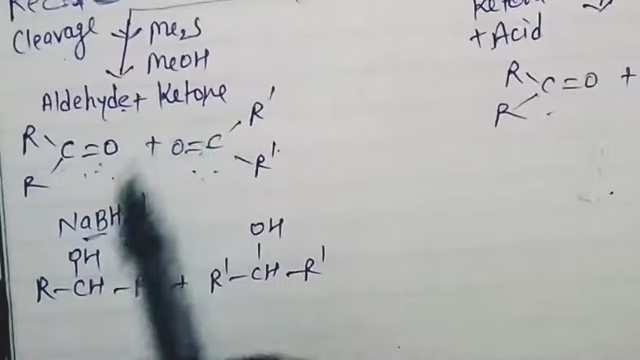 Cleavage Me2S
MeOH
Aldehyde + Ketone
R R C=O + O=C R' R'
NaBH
OH OH
R-CH- + R'-CH-R'
+ Acid
R R C=O +